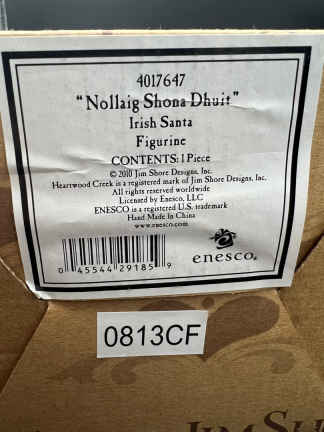 4017647
"Nollaig Shona Dhuit"
Irish Santa
Figurine
CONTENTS: 1 Piece
© 2010 Jim Shore Designs, Inc.
Heartwood Creek is a registered mark of Jim Shore Designs, Inc.
All rights reserved worldwide
Licensed by Enesco, LLC
ENESCO is a registered U.S. trademark
Hand Made In China
www.enesco.com
enesco.®
0 45544 29185 9
0813CF
JIM SH